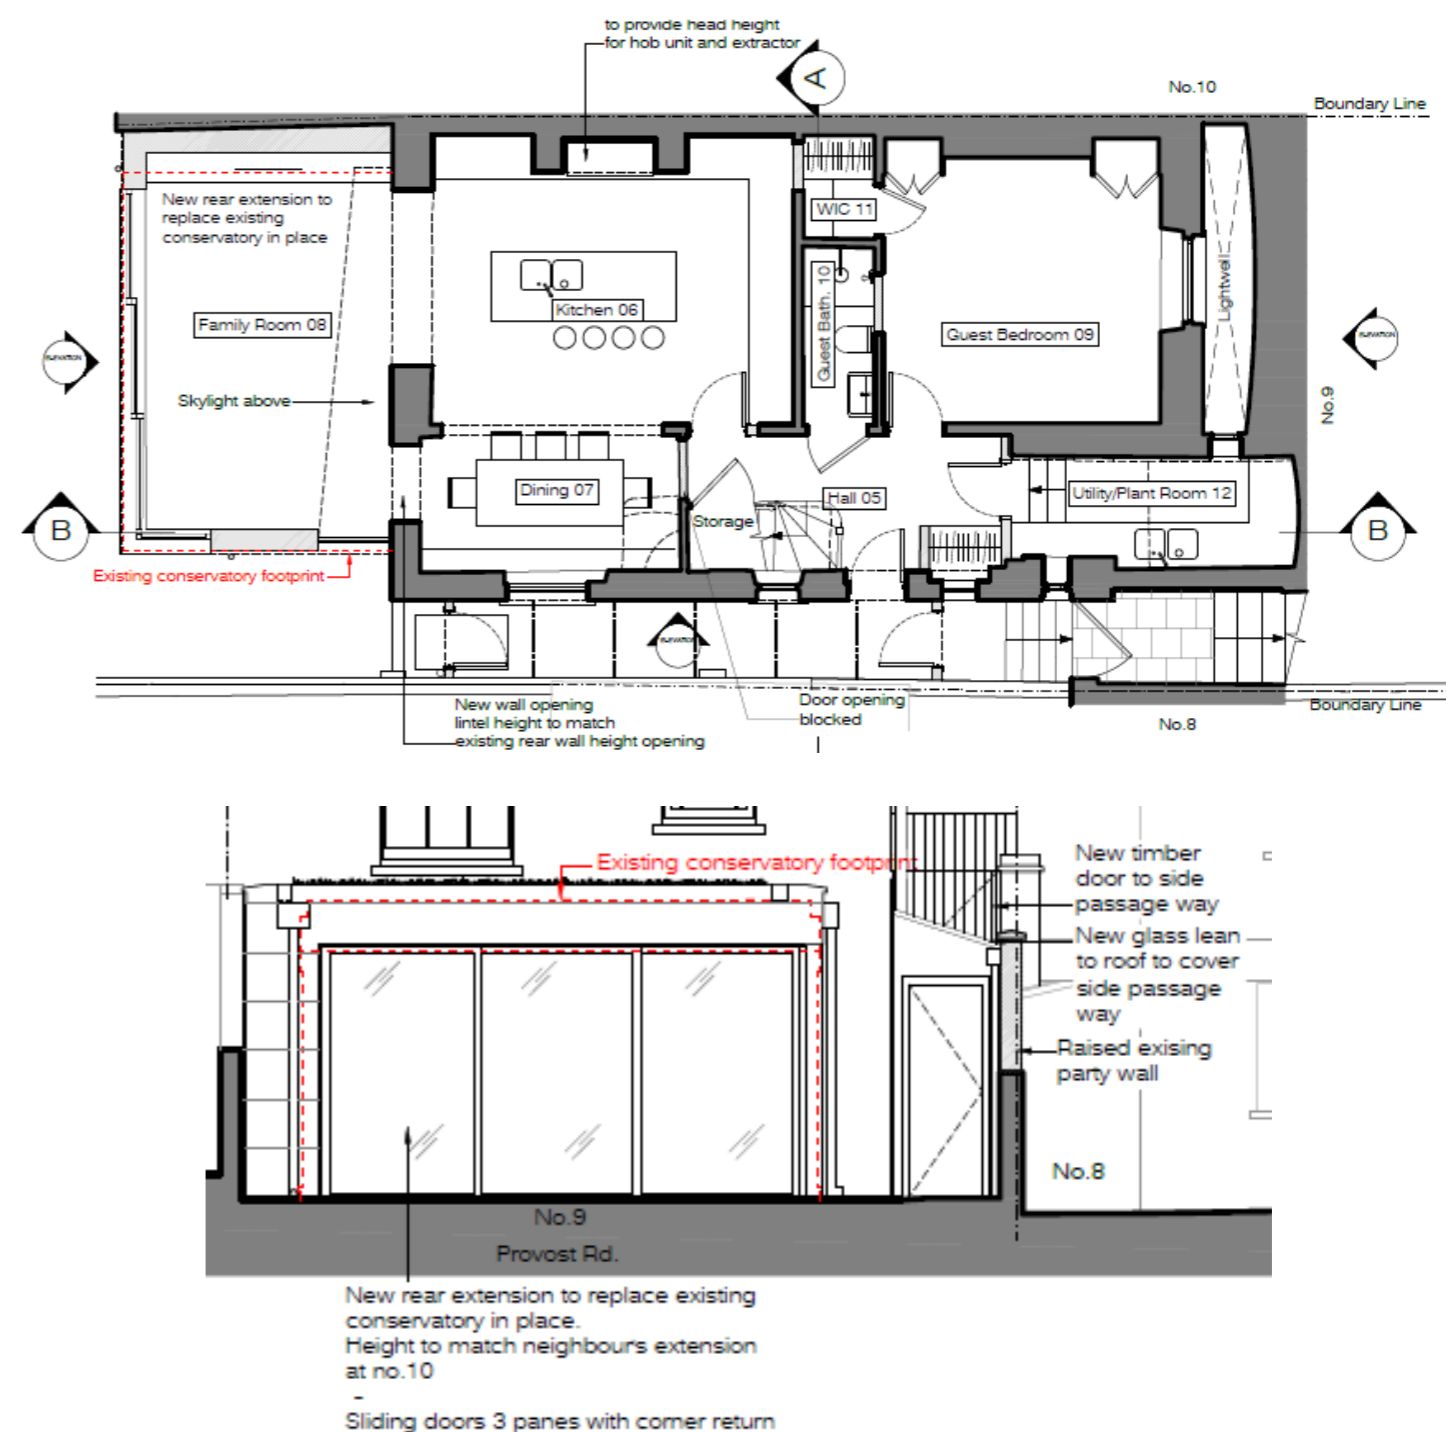 to provide head height
for hob unit and extractor
A
No.10
Boundary Line
New rear extension to
replace existing
conservatory in place
WIC 11
Guest Bath. 10
Kitchen 06
Family Room 08
Guest Bedroom 09
Lightwell
ELEVATION
ELEVATION
No.9
Skylight above
Dining 07
Hall 05
Utility/Plant Room 12
Storage
B
B
Existing conservatory footprint
ELEVATION
New wall opening
lintel height to match
existing rear wall height opening
Door opening
blocked
Boundary Line
No.8
Existing conservatory footprint
New timber
door to side
passage way
New glass lean
to roof to cover
side passage
way
Raised exising
party wall
No.8
No.9
Provost Rd.
New rear extension to replace existing
conservatory in place.
Height to match neighbour's extension
at no.10
-
Sliding doors 3 panes with corner return